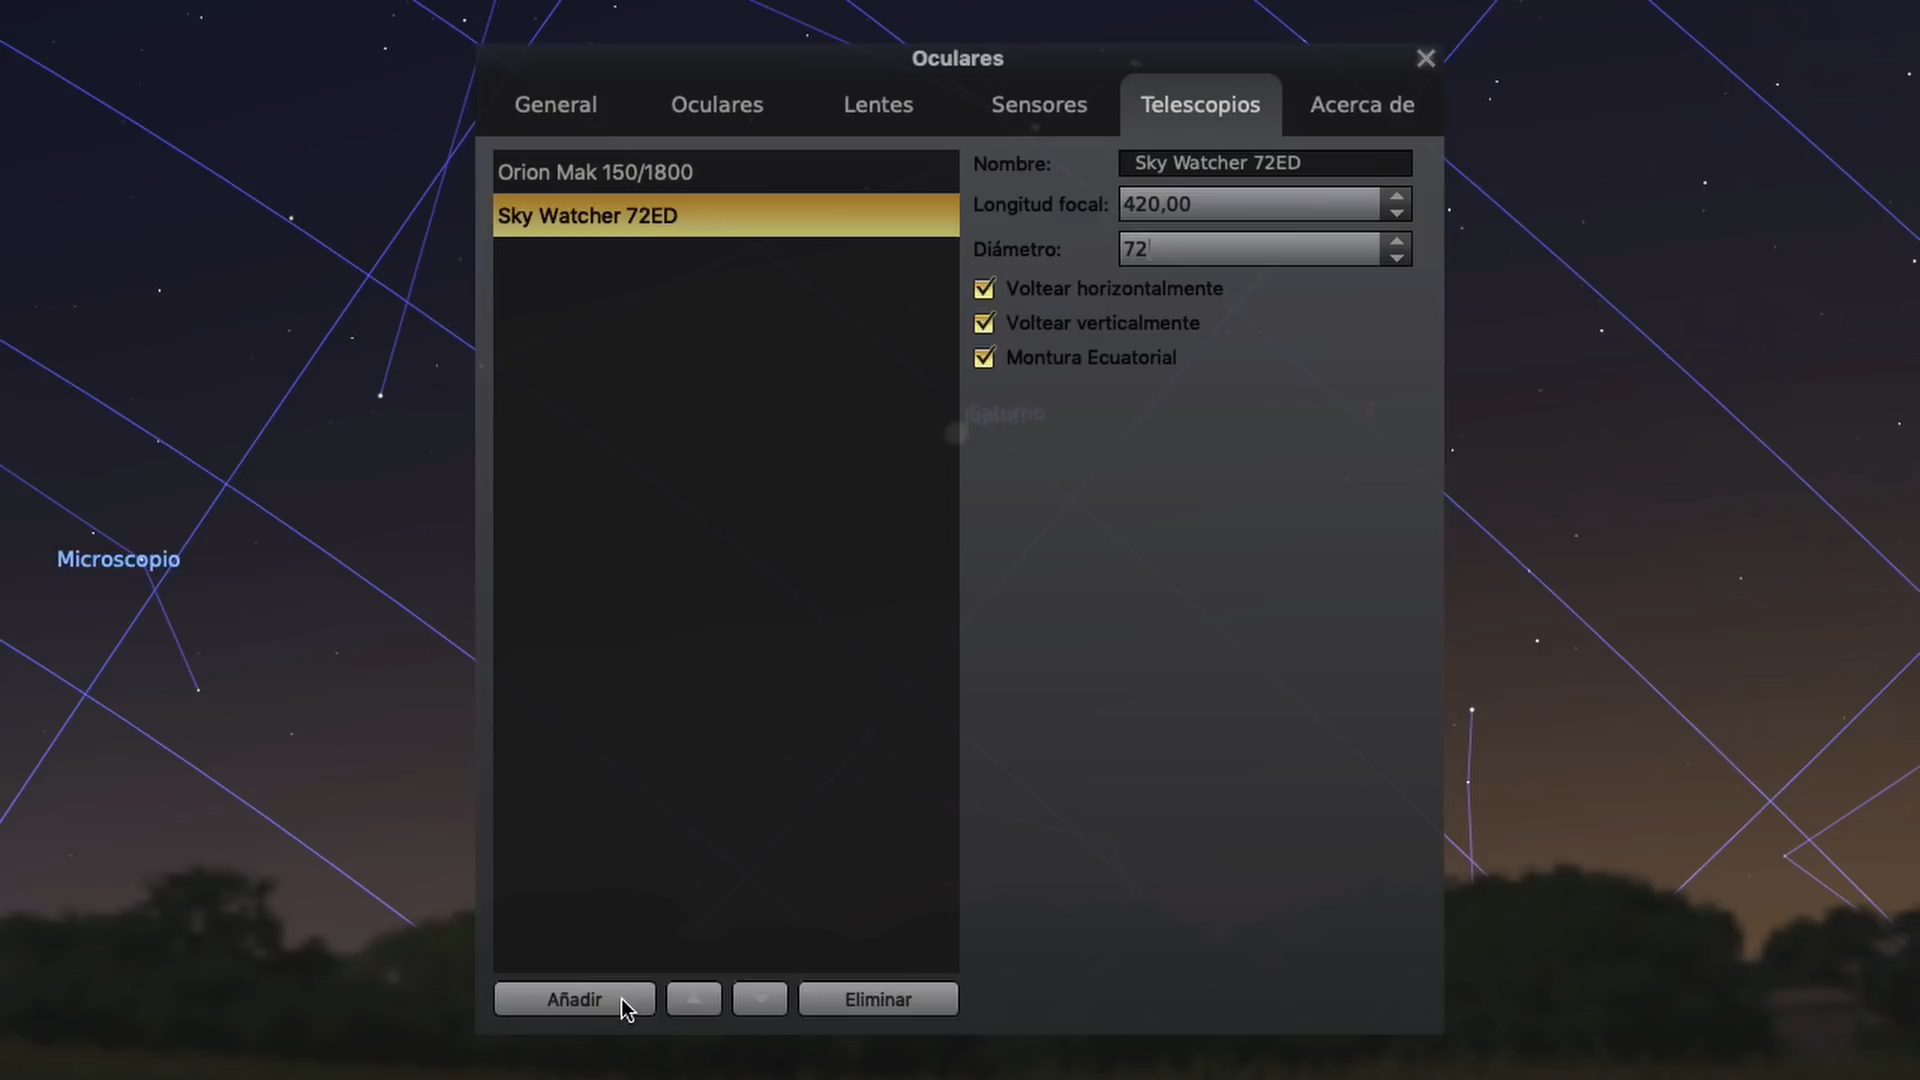 Oculares
General
Oculares
Lentes
Sensores
Telescopios
Acerca de
Orion Mak 150/1800
Sky Watcher 72ED
Nombre:
Sky Watcher 72ED
Longitud focal:
420,00
Diámetro:
72
Voltear horizontalmente
Voltear verticalmente
Montura Ecuatorial
Microscopio
Añadir
Eliminar